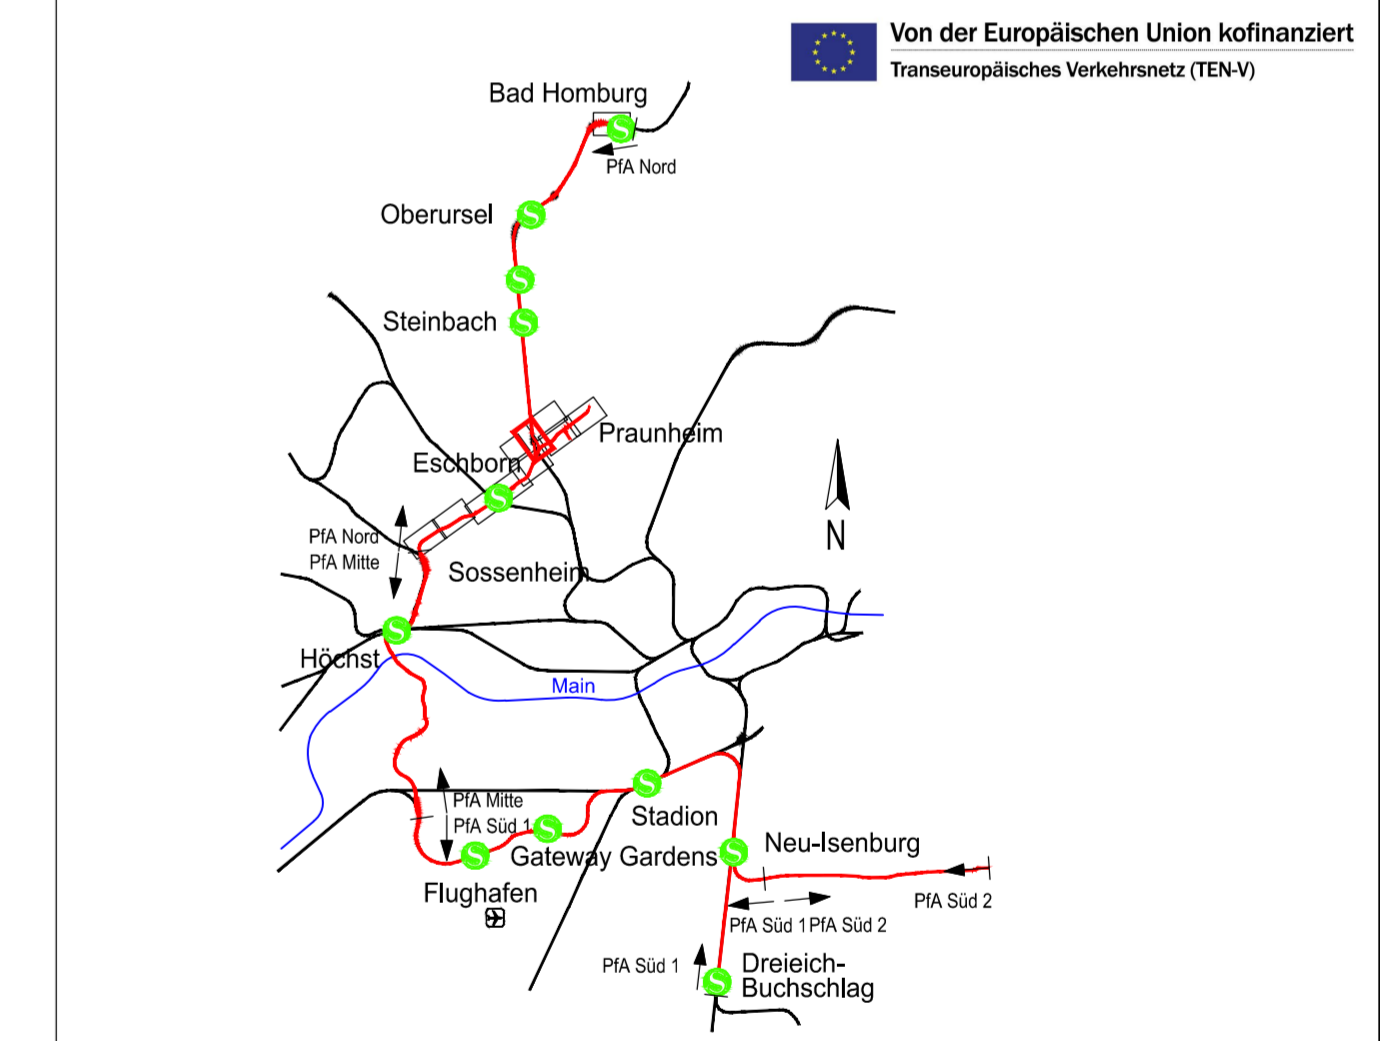 Von der Europäischen Union kofinanziert
Transeuropäisches Verkehrsnetz (TEN-V)
Bad Homburg
S
PfA Nord
Oberursel
S
S
Steinbach
S
Praunheim
Eschborn
S
N
PfA Nord
PfA Mitte
Sossenheim
S
Höchst
Main
S
PfA Mitte
PfA Süd 1
Stadion
S
Neu-Isenburg
S
S
Gateway Gardens
Flughafen
PfA Süd 2
PfA Süd 1 PfA Süd 2
PfA Süd 1
S
Dreieich-
Buchschlag